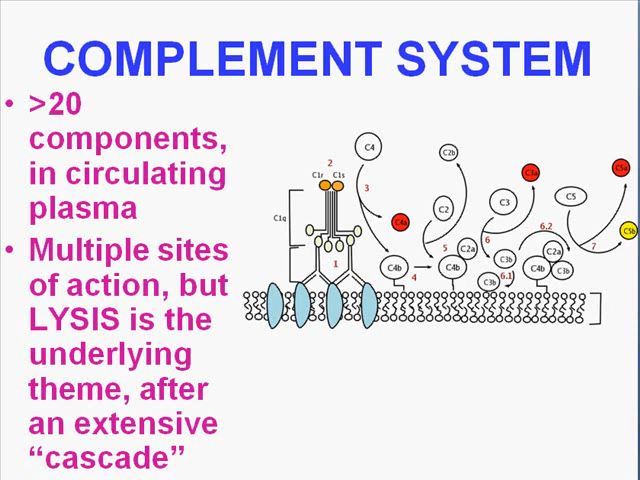 COMPLEMENT SYSTEM
• >20
components,
in circulating
plasma
• Multiple sites
of action, but
LYSIS is the
underlying
theme, after
an extensive
“cascade”
C4
C2b
C3a
C5a
2
C1r C1s
3
C1q
C4a
C2
C3
C5
6.2
C5b
5
C2a
6
C2a
7
1
C4b
4
C4b
C3b
C4b
C3b
C3b
6.1